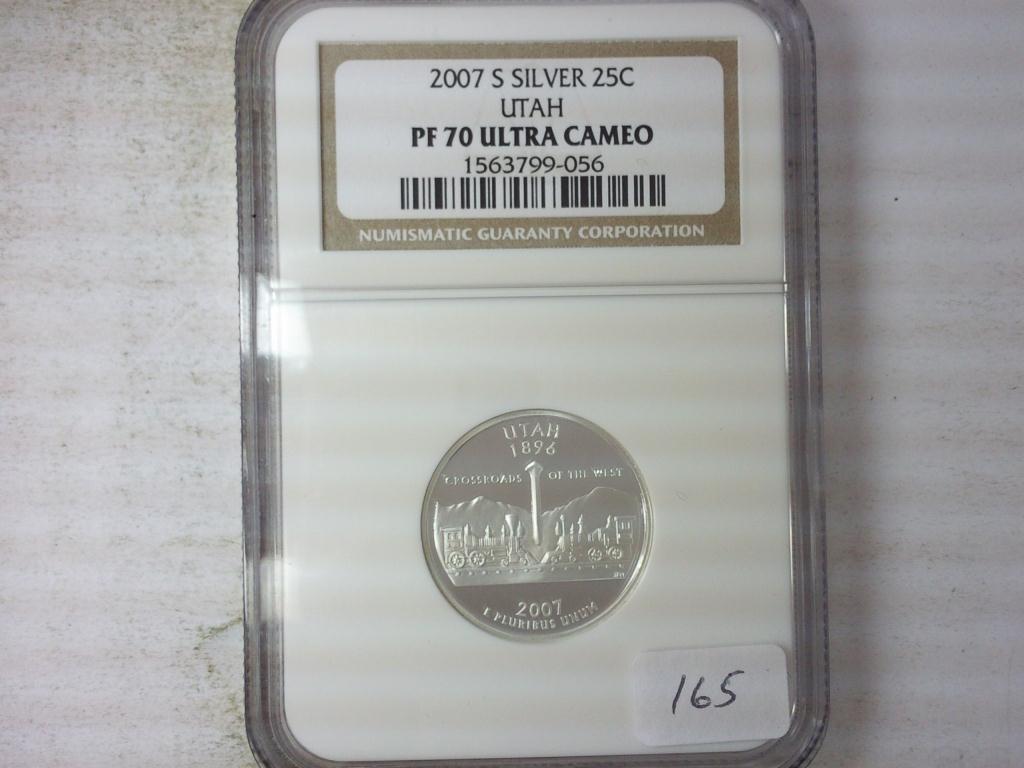 2007 S SILVER 25C
UTAH
PF 70 ULTRA CAMEO
1563799-056
NUMISMATIC GUARANTY CORPORATION
UTAH
1896
CROSSROADS OF THE WEST
2007
E PLURIBUS UNUM
165